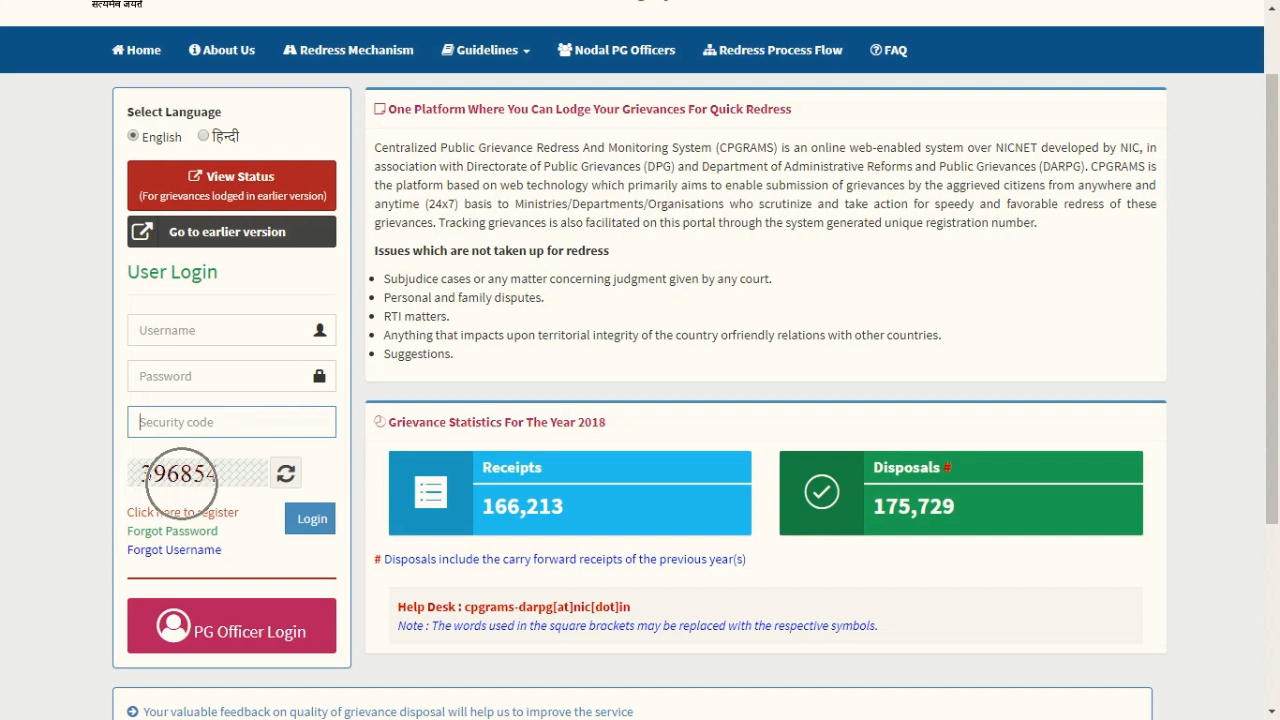 सत्यमेव जयते
Home About Us Redress Mechanism Guidelines Nodal PG Officers Redress Process Flow FAQ
Select Language
English हिन्दी
View Status
(For grievances lodged in earlier version)
Go to earlier version
User Login
Username
Password
Security code
396854
Click here to register
Login
Forgot Password
Forgot Username
PG Officer Login
One Platform Where You Can Lodge Your Grievances For Quick Redress
Centralized Public Grievance Redress And Monitoring System (CPGRAMS) is an online web-enabled system over NICNET developed by NIC, in
association with Directorate of Public Grievances (DPG) and Department of Administrative Reforms and Public Grievances (DARPG). CPGRAMS is
the platform based on web technology which primarily aims to enable submission of grievances by the aggrieved citizens from anywhere and
anytime (24x7) basis to Ministries/Departments/Organisations who scrutinize and take action for speedy and favorable redress of these
grievances. Tracking grievances is also facilitated on this portal through the system generated unique registration number.
Issues which are not taken up for redress
Subjudice cases or any matter concerning judgment given by any court.
Personal and family disputes.
RTI matters.
Anything that impacts upon territorial integrity of the country orfriendly relations with other countries.
Suggestions.
Grievance Statistics For The Year 2018
Receipts
166,213
Disposals #
175,729
# Disposals include the carry forward receipts of the previous year(s)
Help Desk : cpgrams-darpg[at]nic[dot]in
Note : The words used in the square brackets may be replaced with the respective symbols.
Your valuable feedback on quality of grievance disposal will help us to improve the service